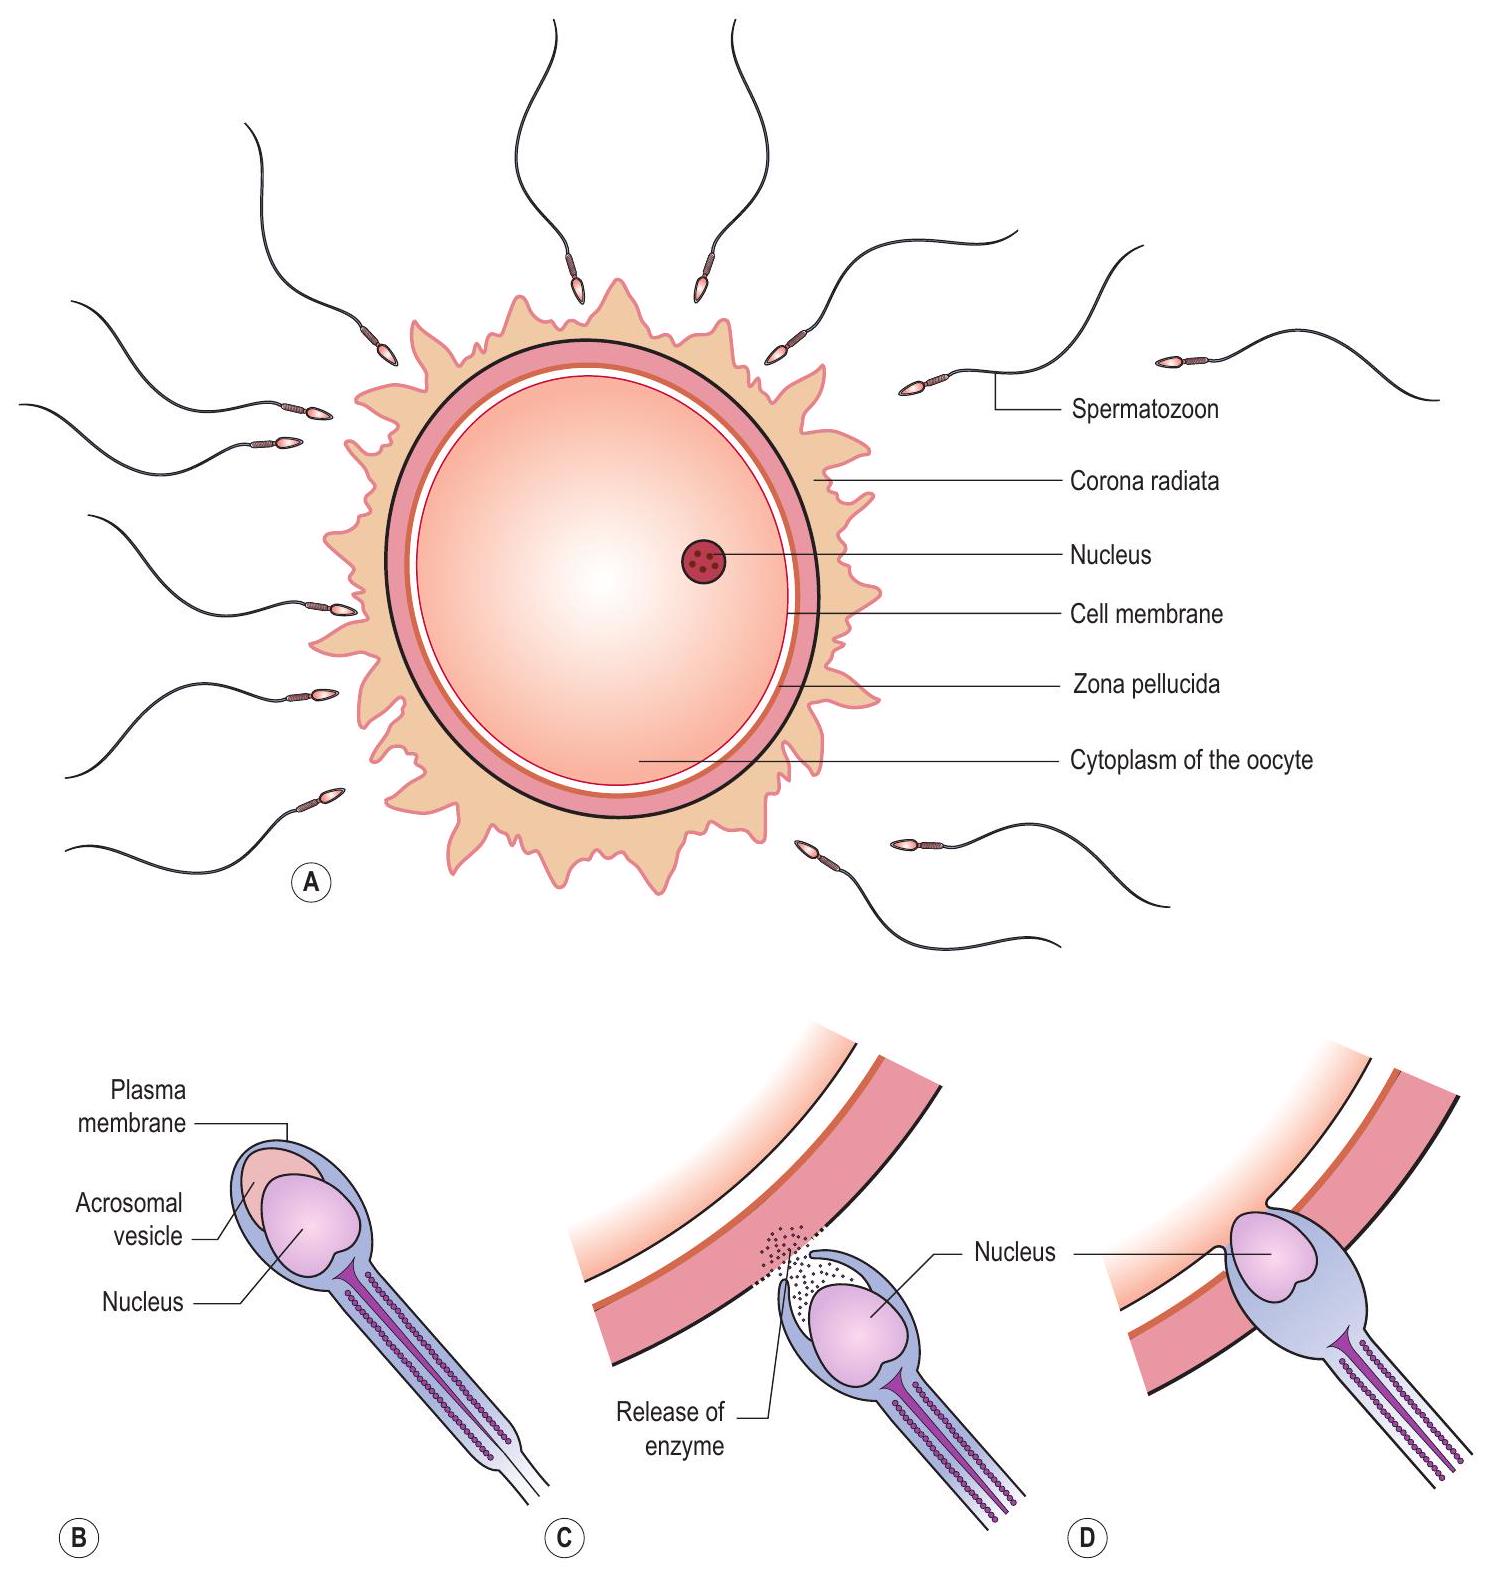 Spermatozoon
Corona radiata
Nucleus
Cell membrane
Zona pellucida
Cytoplasm of the oocyte
A
Plasma
membrane
Acrosomal
vesicle
Nucleus
B
Release of
enzyme
Nucleus
C
D